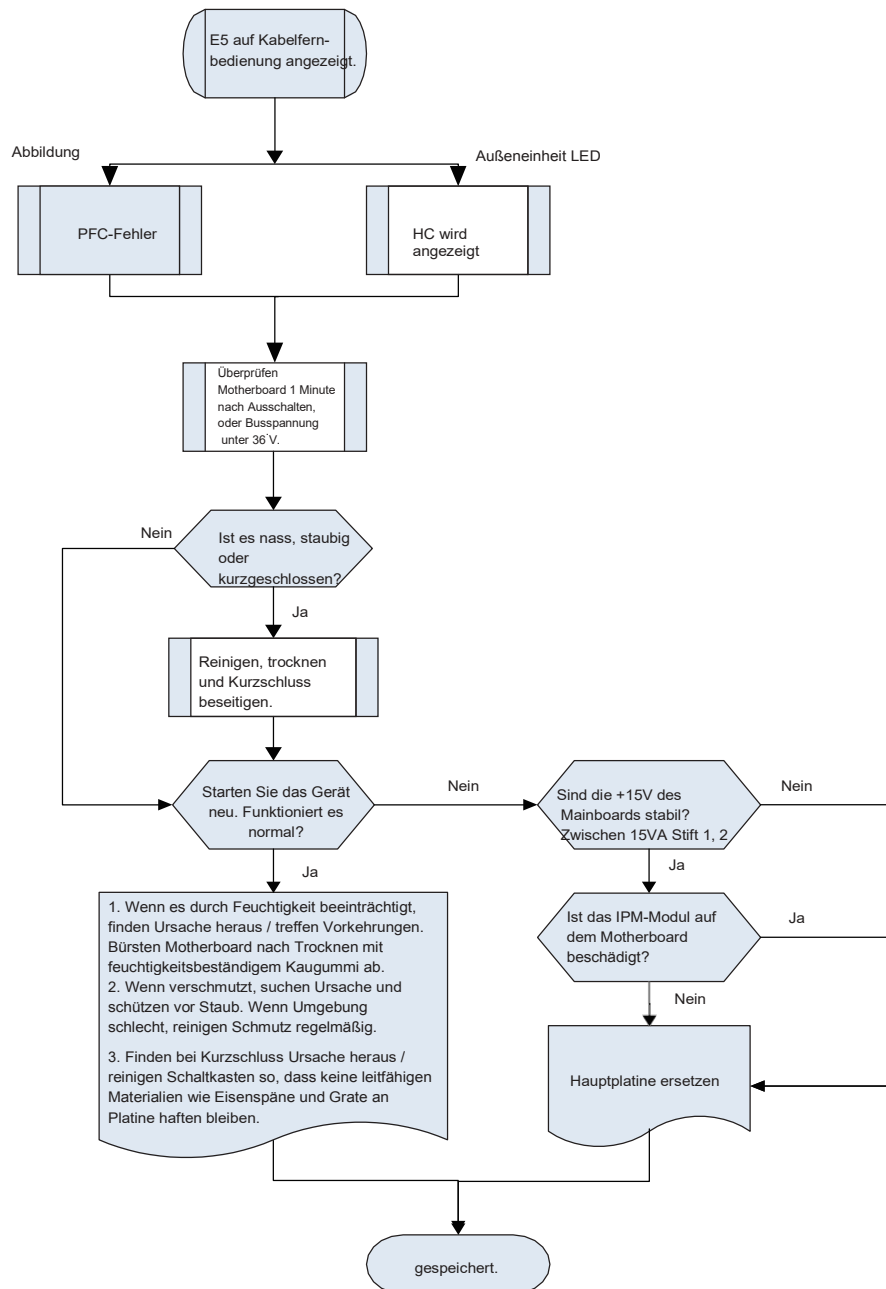 E5 auf Kabelfern-
bedienung angezeigt.
Abbildung
Außeneinheit LED
PFC-Fehler
HC wird
angezeigt
Überprüfen
Motherboard 1 Minute
nach Ausschalten,
oder Busspannung
unter 36 V.
Nein
Ist es nass, staubig
oder
kurzgeschlossen?
Ja
Reinigen, trocknen
und Kurzschluss
beseitigen.
Starten Sie das Gerät
neu. Funktioniert es
normal?
Nein
Sind die +15V des
Mainboards stabil?
Zwischen 15VA Stift 1, 2
Nein
Ja
Ja
1. Wenn es durch Feuchtigkeit beeinträchtigt,
finden Ursache heraus / treffen Vorkehrungen.
Bürsten Motherboard nach Trocknen mit
feuchtigkeitsbeständigem Kaugummi ab.
2. Wenn verschmutzt, suchen Ursache und
schützen vor Staub. Wenn Umgebung
schlecht, reinigen Schmutz regelmäßig.
3. Finden bei Kurzschluss Ursache heraus /
reinigen Schaltkasten so, dass keine leitfähigen
Materialien wie Eisenspäne und Grate an
Platine haften bleiben.
Ist das IPM-Modul auf
dem Motherboard
beschädigt?
Ja
Nein
Hauptplatine ersetzen
gespeichert.